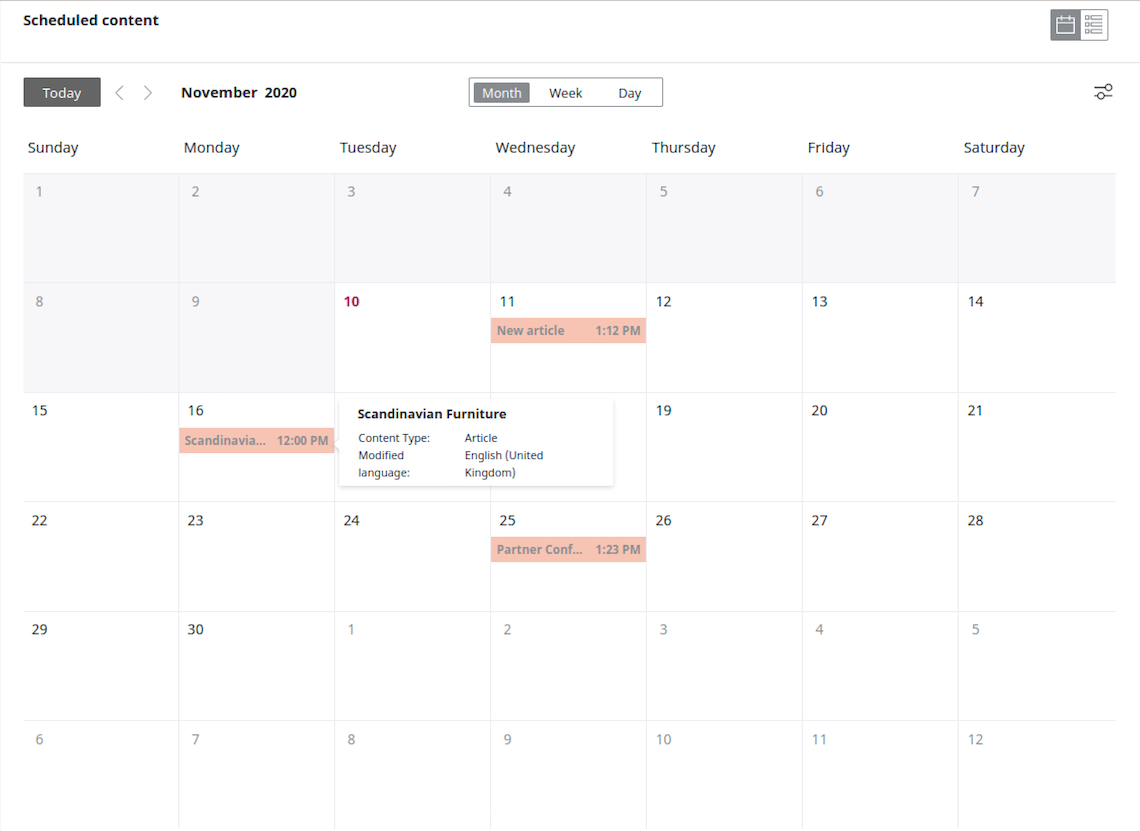 Scheduled content
Today November 2020 Month Week Day
Sunday Monday Tuesday Wednesday Thursday Friday Saturday
1 2 3 4 5 6 7
8 9 10 11 12 13 14
New article 1:12 PM
15 16 19 20 21
Scandinavia... 12:00 PM
Scandinavian Furniture
Content Type: Article
Modified English (United
language: Kingdom)
22 23 24 25 26 27 28
Partner Conf... 1:23 PM
29 30 1 2 3 4 5
6 7 8 9 10 11 12